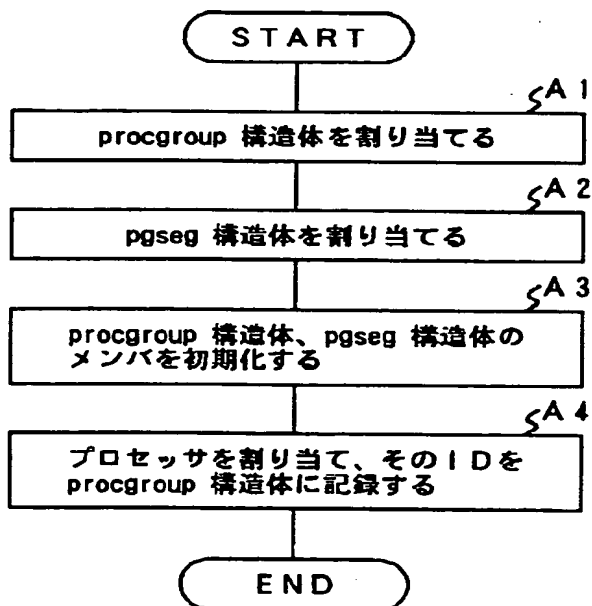 START
A1
procgroup 構造体を割り当てる
A2
pgseg 構造体を割り当てる
A3
procgroup 構造体、pgseg 構造体の
メンバを初期化する
A4
プロセッサを割り当て、そのIDを
procgroup 構造体に記録する
END